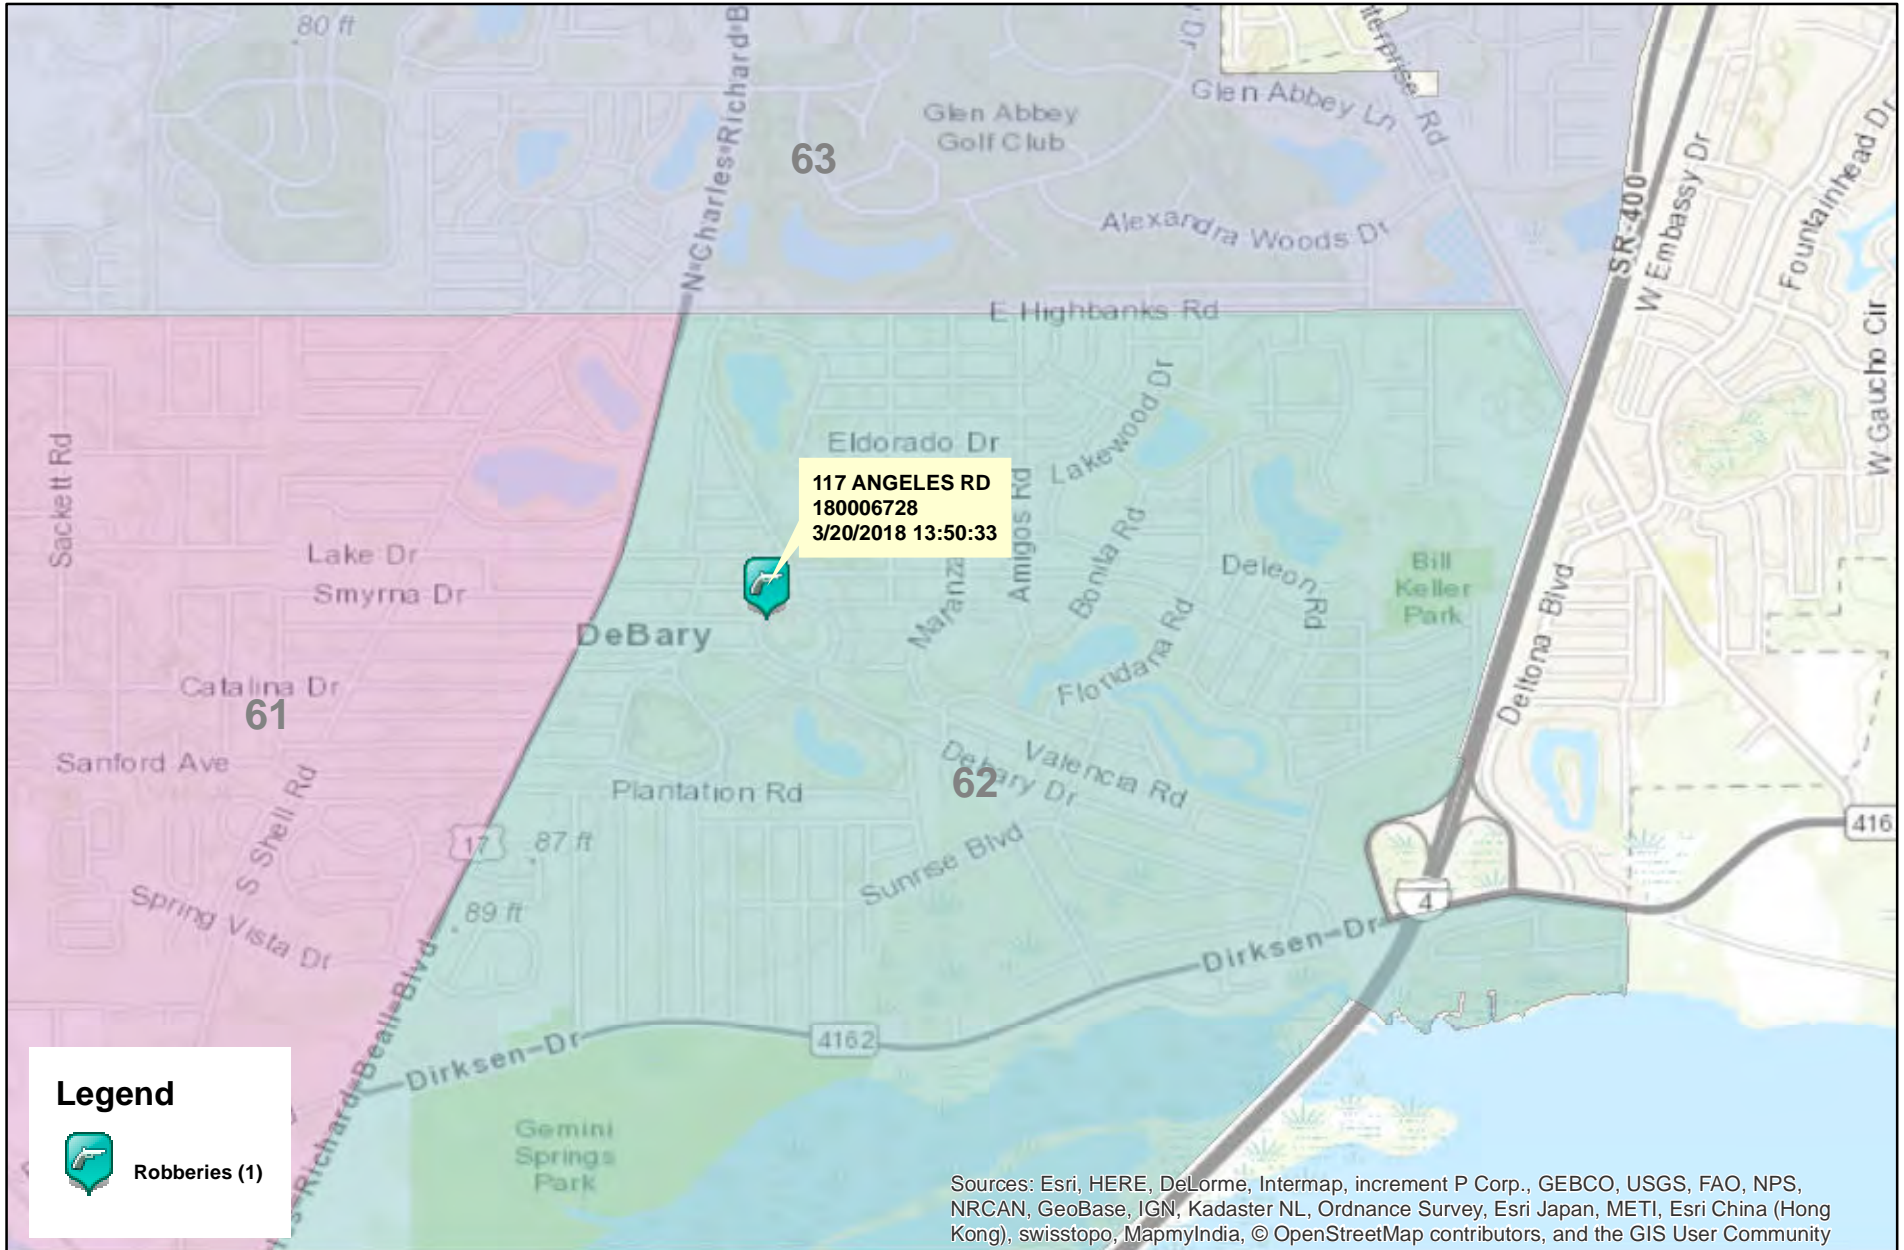 80 ft
N Charles Richard B
Dr
Enterprise Rd
Glen Abbey
Golf Club
Glen Abbey Ln
63
Alexandra Woods Dr
SR-400
W Embassy Dr
Fountainhead Dr
W Gaucho Cir
E Highbanks Rd
Sackett Rd
Eldorado Dr
Lakewood Dr
117 ANGELES RD
180006728
3/20/2018 13:50:33
Amigos Rd
Bonita Rd
Deleon Rd
Bill
Keller
Park
Lake Dr
Smyrna Dr
DeBary
Floridana Rd
Deltona Blvd
Catalina Dr
61
Sanford Ave
S Shell Rd
Plantation Rd
Debary Dr
62
Valencia Rd
Sunrise Blvd
17
87 ft
89 ft
Spring Vista Dr
416
4
Dirksen-Dr
Richard-Beall-Blvd
Dirksen-Dr
4162
Gemini
Springs
Park
Legend
Robberies (1)
Sources: Esri, HERE, DeLorme, Intermap, increment P Corp., GEBCO, USGS, FAO, NPS,
NRCAN, GeoBase, IGN, Kadaster NL, Ordnance Survey, Esri Japan, METI, Esri China (Hong
Kong), swisstopo, MapmyIndia, © OpenStreetMap contributors, and the GIS User Community